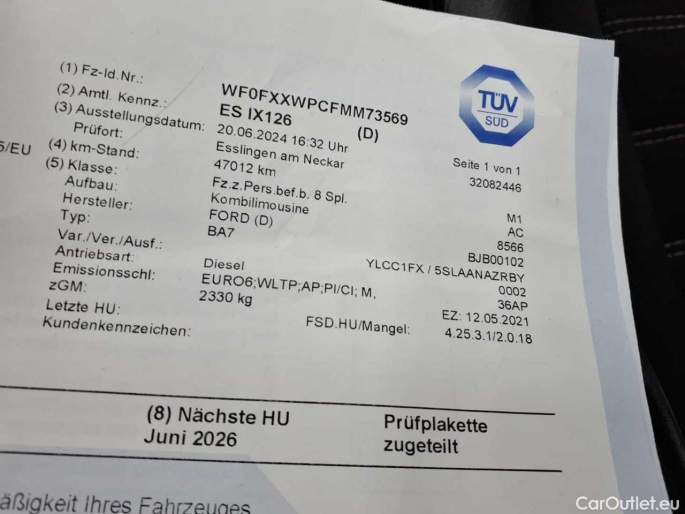 (1) Fz-Id.Nr.: WF0FXXWPCFMM73569
(2) Amtl. Kennz.: ES IX126 (D)
(3) Ausstellungsdatum: 20.06.2024 16:32 Uhr
Prüfort: Esslingen am Neckar
(4) km-Stand: 47012 km
5/EU
(5) Klasse: Fz.z.Pers.bef.b. 8 Spl. M1
Aufbau: Kombilimousine AC
Hersteller: FORD (D) 8566
Typ: BA7 BJB00102
Var./Ver./Ausf.: YLCC1FX / 5SLAANAZRBY
Antriebsart: Diesel 0002
Emissionsschl: EURO6;WLTP;AP;PI/CI; M, 36AP
zGM: 2330 kg EZ: 12.05.2021
Letzte HU: FSD.HU/Mangel: 4.25.3.1/2.0.18
Kundenkennzeichen:
TÜV
SÜD
Seite 1 von 1
32082446
(8) Nächste HU Prüfplakette
Juni 2026 zugeteilt
äßigkeit Ihres Fahrzeuges
CarOutlet.eu